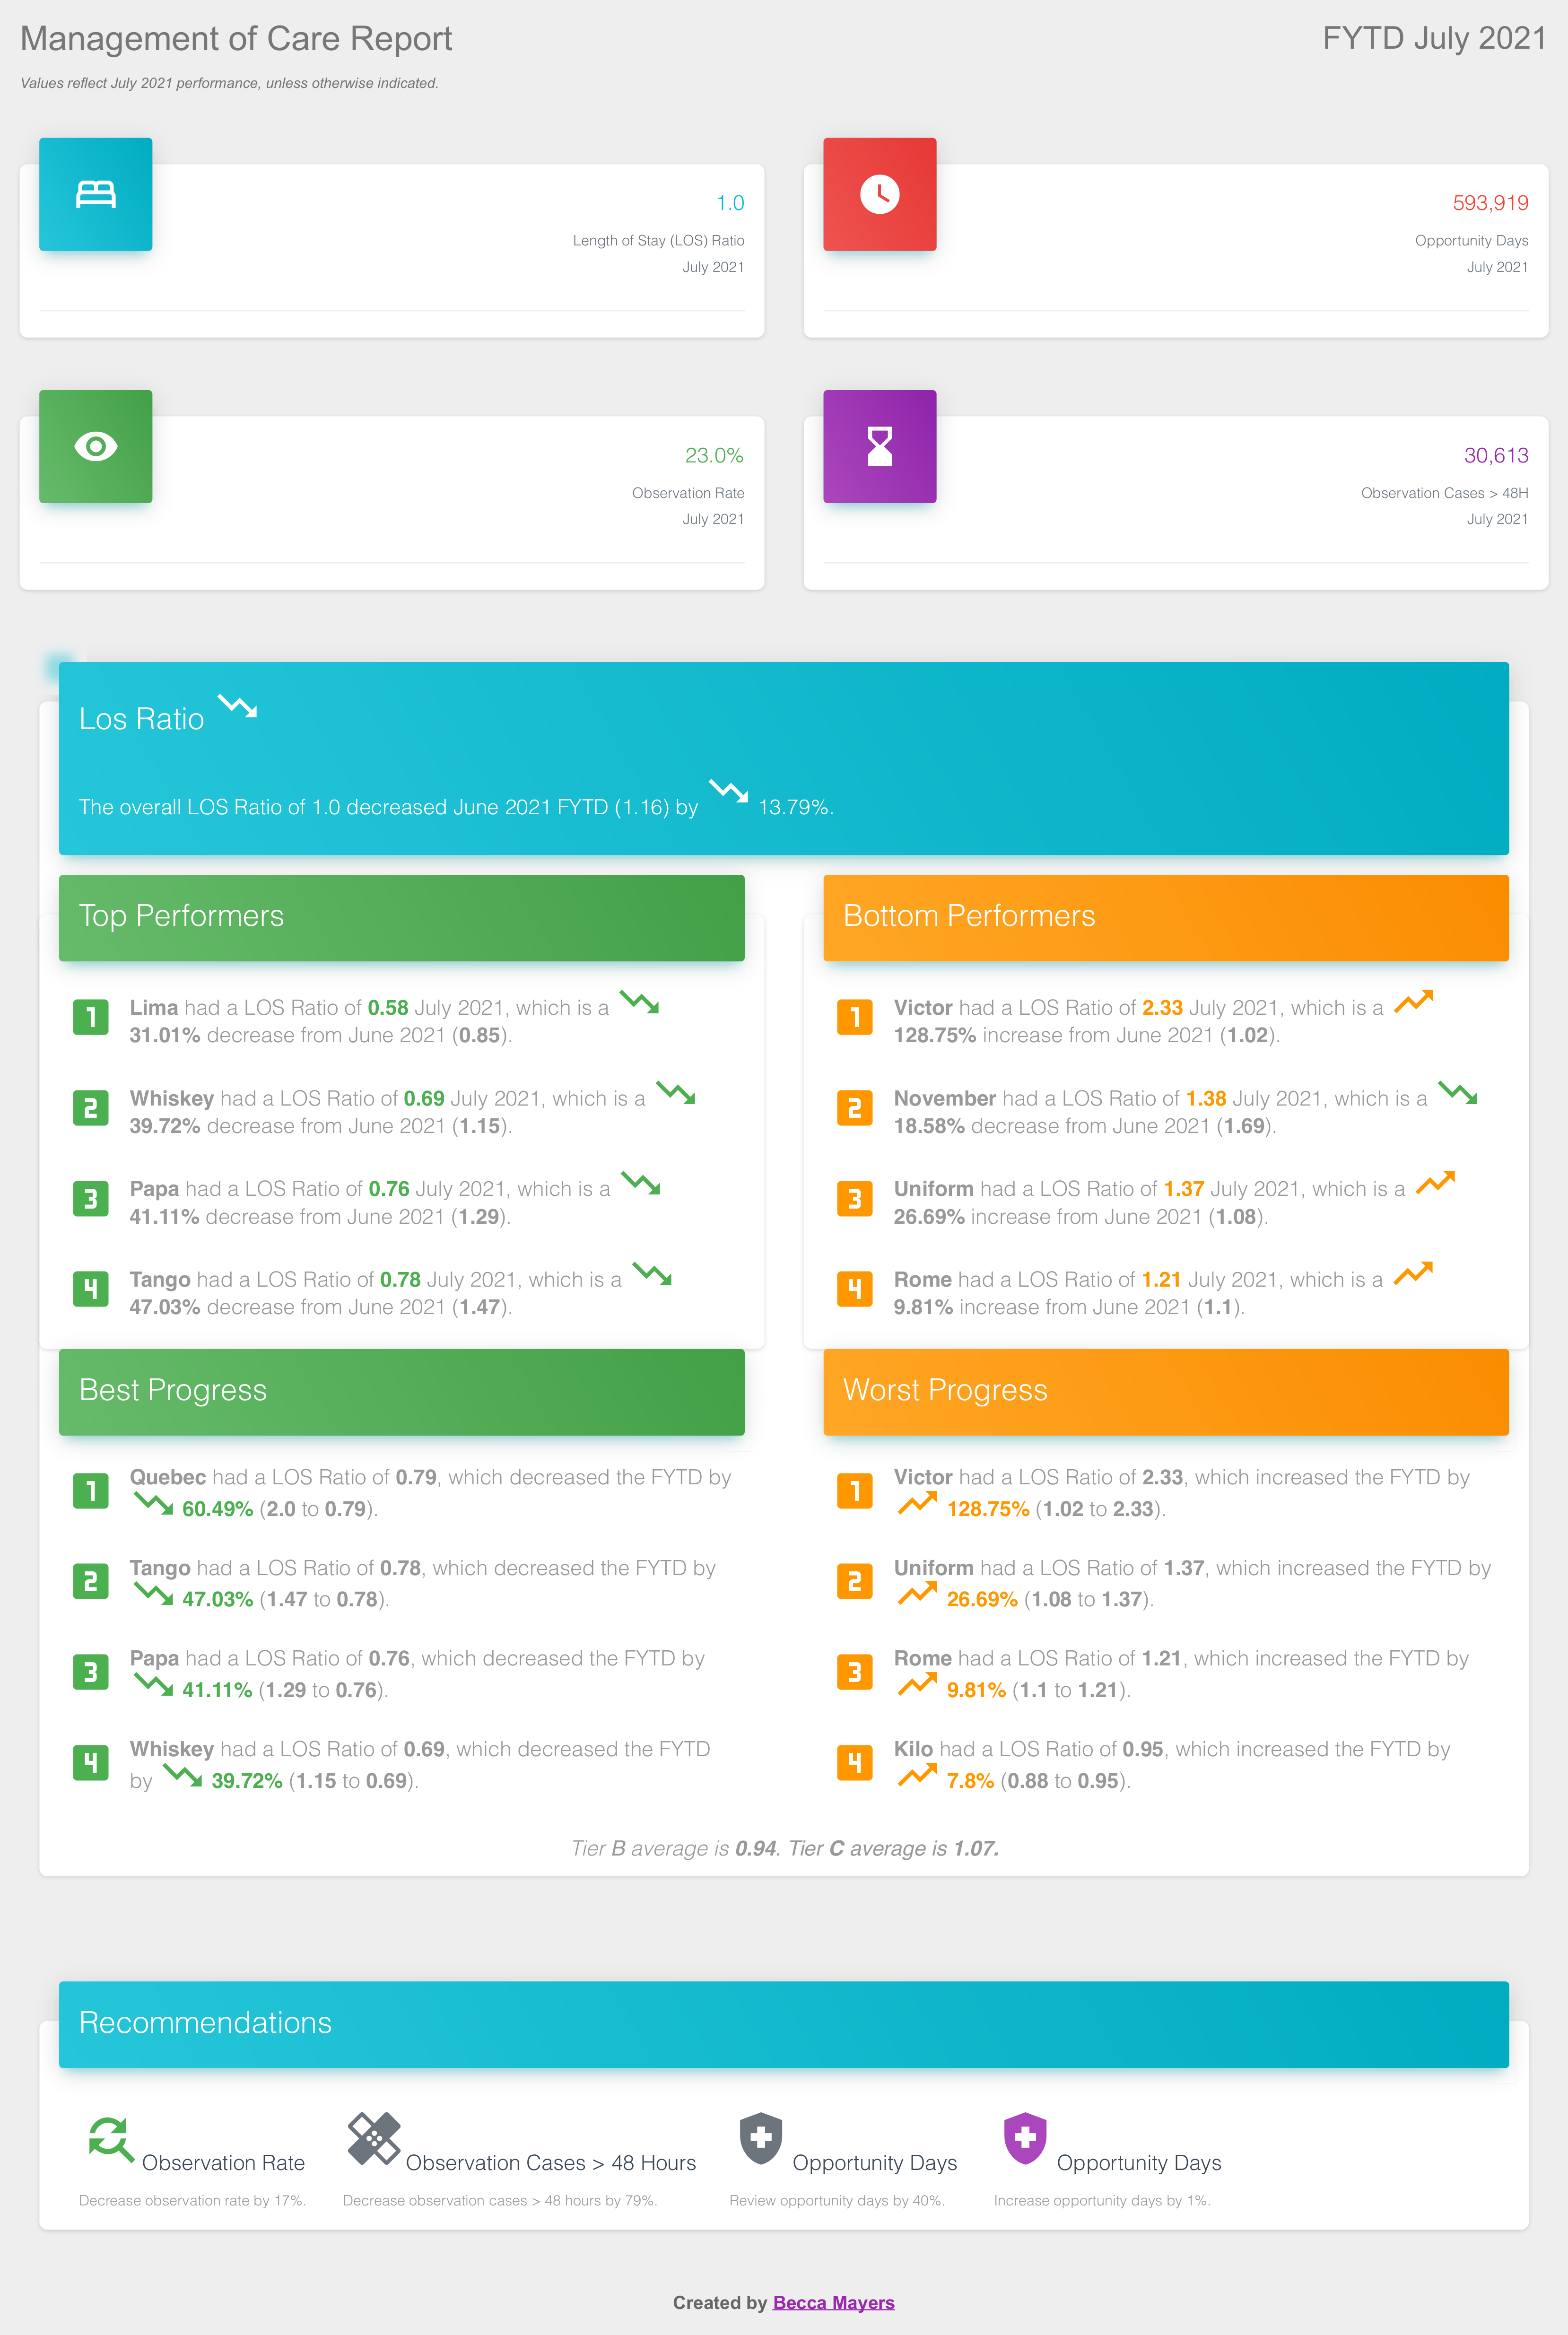 Management of Care Report
FYTD July 2021
Values reflect July 2021 performance, unless otherwise indicated.
1.0
Length of Stay (LOS) Ratio
July 2021
593,919
Opportunity Days
July 2021
23.0%
Observation Rate
July 2021
30,613
Observation Cases > 48H
July 2021
Los Ratio
The overall LOS Ratio of 1.0 decreased June 2021 FYTD (1.16) by 13.79%.
Top Performers
1 Lima had a LOS Ratio of 0.58 July 2021, which is a
31.01% decrease from June 2021 (0.85).
2 Whiskey had a LOS Ratio of 0.69 July 2021, which is a
39.72% decrease from June 2021 (1.15).
3 Papa had a LOS Ratio of 0.76 July 2021, which is a
41.11% decrease from June 2021 (1.29).
4 Tango had a LOS Ratio of 0.78 July 2021, which is a
47.03% decrease from June 2021 (1.47).
Bottom Performers
1 Victor had a LOS Ratio of 2.33 July 2021, which is a
128.75% increase from June 2021 (1.02).
2 November had a LOS Ratio of 1.38 July 2021, which is a
18.58% decrease from June 2021 (1.69).
3 Uniform had a LOS Ratio of 1.37 July 2021, which is a
26.69% increase from June 2021 (1.08).
4 Rome had a LOS Ratio of 1.21 July 2021, which is a
9.81% increase from June 2021 (1.1).
Best Progress
1 Quebec had a LOS Ratio of 0.79, which decreased the FYTD by
60.49% (2.0 to 0.79).
2 Tango had a LOS Ratio of 0.78, which decreased the FYTD by
47.03% (1.47 to 0.78).
3 Papa had a LOS Ratio of 0.76, which decreased the FYTD by
41.11% (1.29 to 0.76).
4 Whiskey had a LOS Ratio of 0.69, which decreased the FYTD
by 39.72% (1.15 to 0.69).
Worst Progress
1 Victor had a LOS Ratio of 2.33, which increased the FYTD by
128.75% (1.02 to 2.33).
2 Uniform had a LOS Ratio of 1.37, which increased the FYTD by
26.69% (1.08 to 1.37).
3 Rome had a LOS Ratio of 1.21, which increased the FYTD by
9.81% (1.1 to 1.21).
4 Kilo had a LOS Ratio of 0.95, which increased the FYTD by
7.8% (0.88 to 0.95).
Tier B average is 0.94. Tier C average is 1.07.
Recommendations
Observation Rate
Decrease observation rate by 17%.
Observation Cases > 48 Hours
Decrease observation cases > 48 hours by 79%.
Opportunity Days
Review opportunity days by 40%.
Opportunity Days
Increase opportunity days by 1%.
Created by Becca Mayers